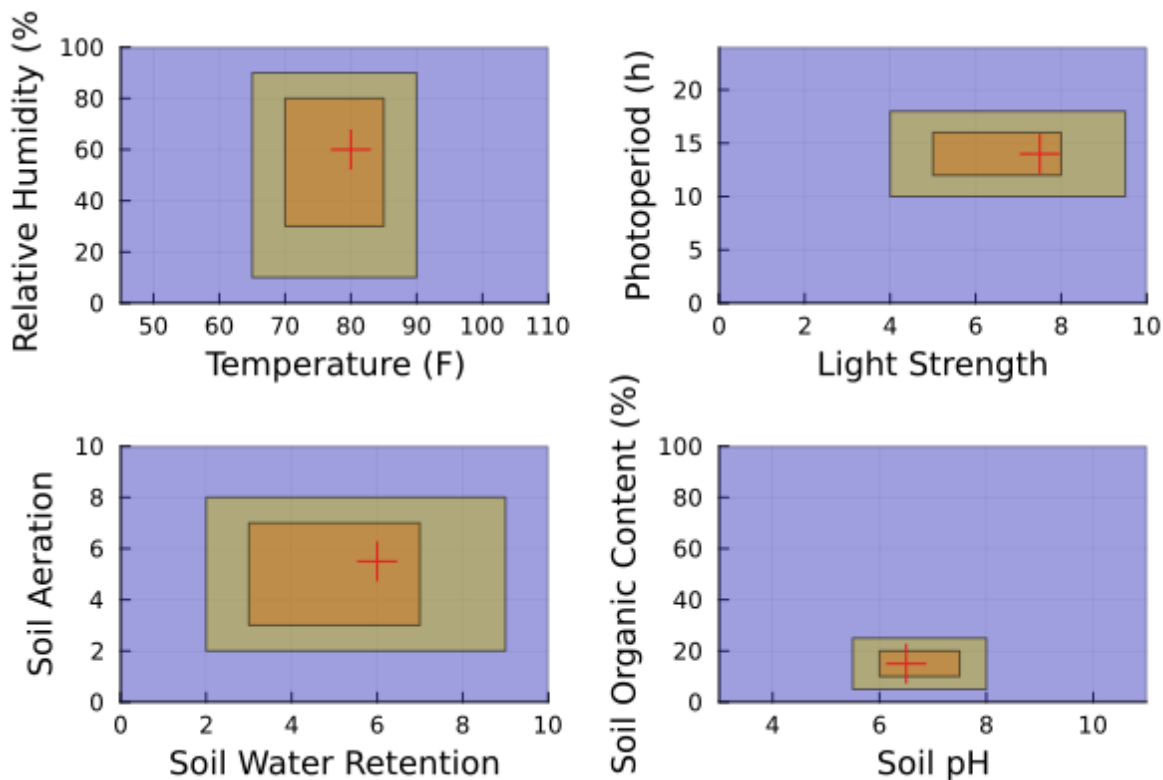 Relative Humidity (%
100
80
60
40
20
0
50 60 70 80 90 100 110
Temperature (F)
Photoperiod (h)
20
15
10
5
0
0 2 4 6 8 10
Light Strength
Soil Aeration
10
8
6
4
2
0
0 2 4 6 8 10
Soil Water Retention
Soil Organic Content (%)
100
80
60
40
20
0
4 6 8 10
Soil pH